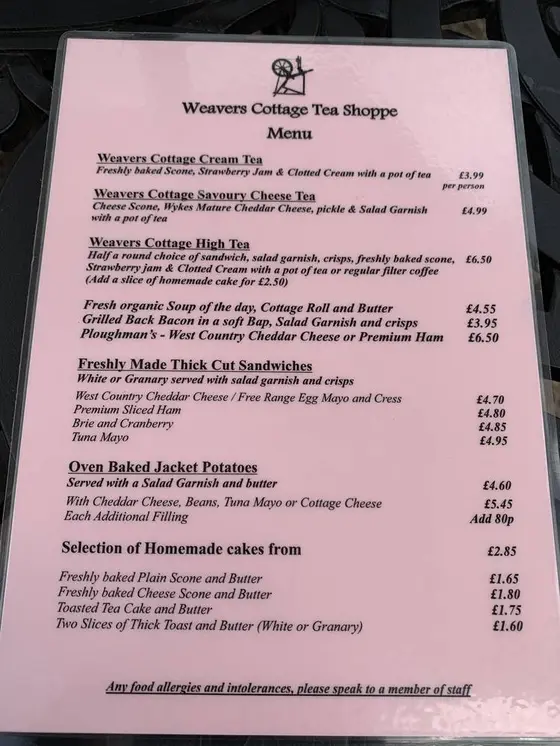 Weavers Cottage Tea Shoppe
Menu
Weavers Cottage Cream Tea
Freshly baked Scone, Strawberry Jam & Clotted Cream with a pot of tea £3.99
per person
Weavers Cottage Savoury Cheese Tea
Cheese Scone, Wykes Mature Cheddar Cheese, pickle & Salad Garnish £4.99
with a pot of tea
Weavers Cottage High Tea
Half a round choice of sandwich, salad garnish, crisps, freshly baked scone, £6.50
Strawberry jam & Clotted Cream with a pot of tea or regular filter coffee
(Add a slice of homemade cake for £2.50)
Fresh organic Soup of the day, Cottage Roll and Butter £4.55
Grilled Back Bacon in a soft Bap, Salad Garnish and crisps £3.95
Ploughman's - West Country Cheddar Cheese or Premium Ham £6.50
Freshly Made Thick Cut Sandwiches
White or Granary served with salad garnish and crisps
West Country Cheddar Cheese / Free Range Egg Mayo and Cress £4.70
Premium Sliced Ham £4.80
Brie and Cranberry £4.85
Tuna Mayo £4.95
Oven Baked Jacket Potatoes
Served with a Salad Garnish and butter £4.60
With Cheddar Cheese, Beans, Tuna Mayo or Cottage Cheese £5.45
Each Additional Filling Add 80p
Selection of Homemade cakes from £2.85
Freshly baked Plain Scone and Butter £1.65
Freshly baked Cheese Scone and Butter £1.80
Toasted Tea Cake and Butter £1.75
Two Slices of Thick Toast and Butter (White or Granary) £1.60
Any food allergies and intolerances, please speak to a member of staff